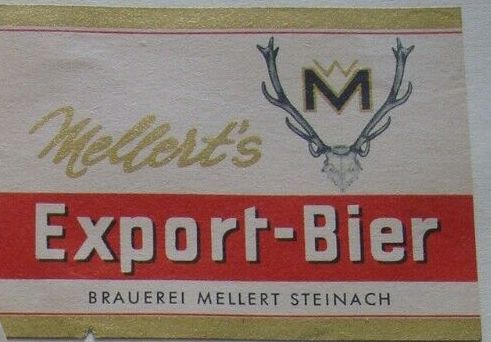 M
Mellert's
Export-Bier
BRAUEREI MELLERT STEINACH